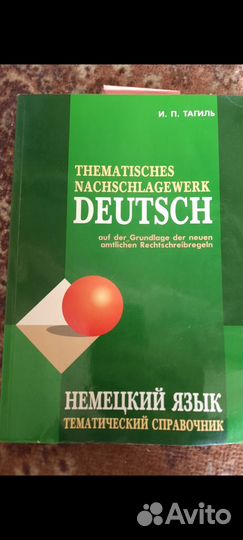 И. П. ТАГИЛЬ
THEMATISCHES
NACHSCHLAGEWERK
DEUTSCH
auf der Grundlage der neuen
amtlichen Rechtschreibregeln
НЕМЕЦКИЙ ЯЗЫК
ТЕМАТИЧЕСКИЙ СПРАВОЧНИК
Avito